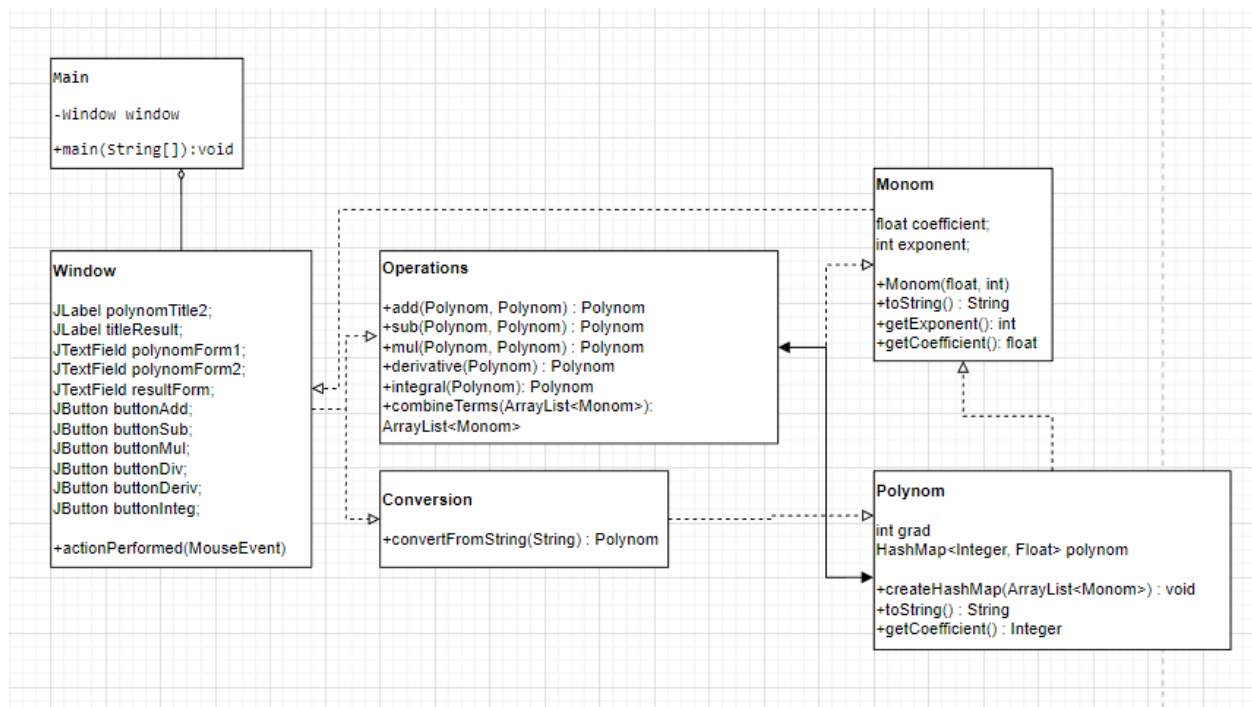 Main
-Window window
+main(String[]):void
Window
JLabel polynomTitle2;
JLabel titleResult;
JTextField polynomForm1;
JTextField polynomForm2;
JTextField resultForm;
JButton buttonAdd;
JButton buttonSub;
JButton buttonMul;
JButton buttonDiv;
JButton buttonDeriv;
JButton buttonInteg;
+actionPerformed(MouseEvent)
Operations
+add(Polynom, Polynom) : Polynom
+sub(Polynom, Polynom) : Polynom
+mul(Polynom, Polynom) : Polynom
+derivative(Polynom) : Polynom
+integral(Polynom): Polynom
+combineTerms(ArrayList<Monom>):
ArrayList<Monom>
Conversion
+convertFromString(String) : Polynom
Monom
float coefficient;
int exponent;
+Monom(float, int)
+toString() : String
+getExponent(): int
+getCoefficient(): float
Polynom
int grad
HashMap<Integer, Float> polynom
+createHashMap(ArrayList<Monom>) : void
+toString() : String
+getCoefficient() : Integer